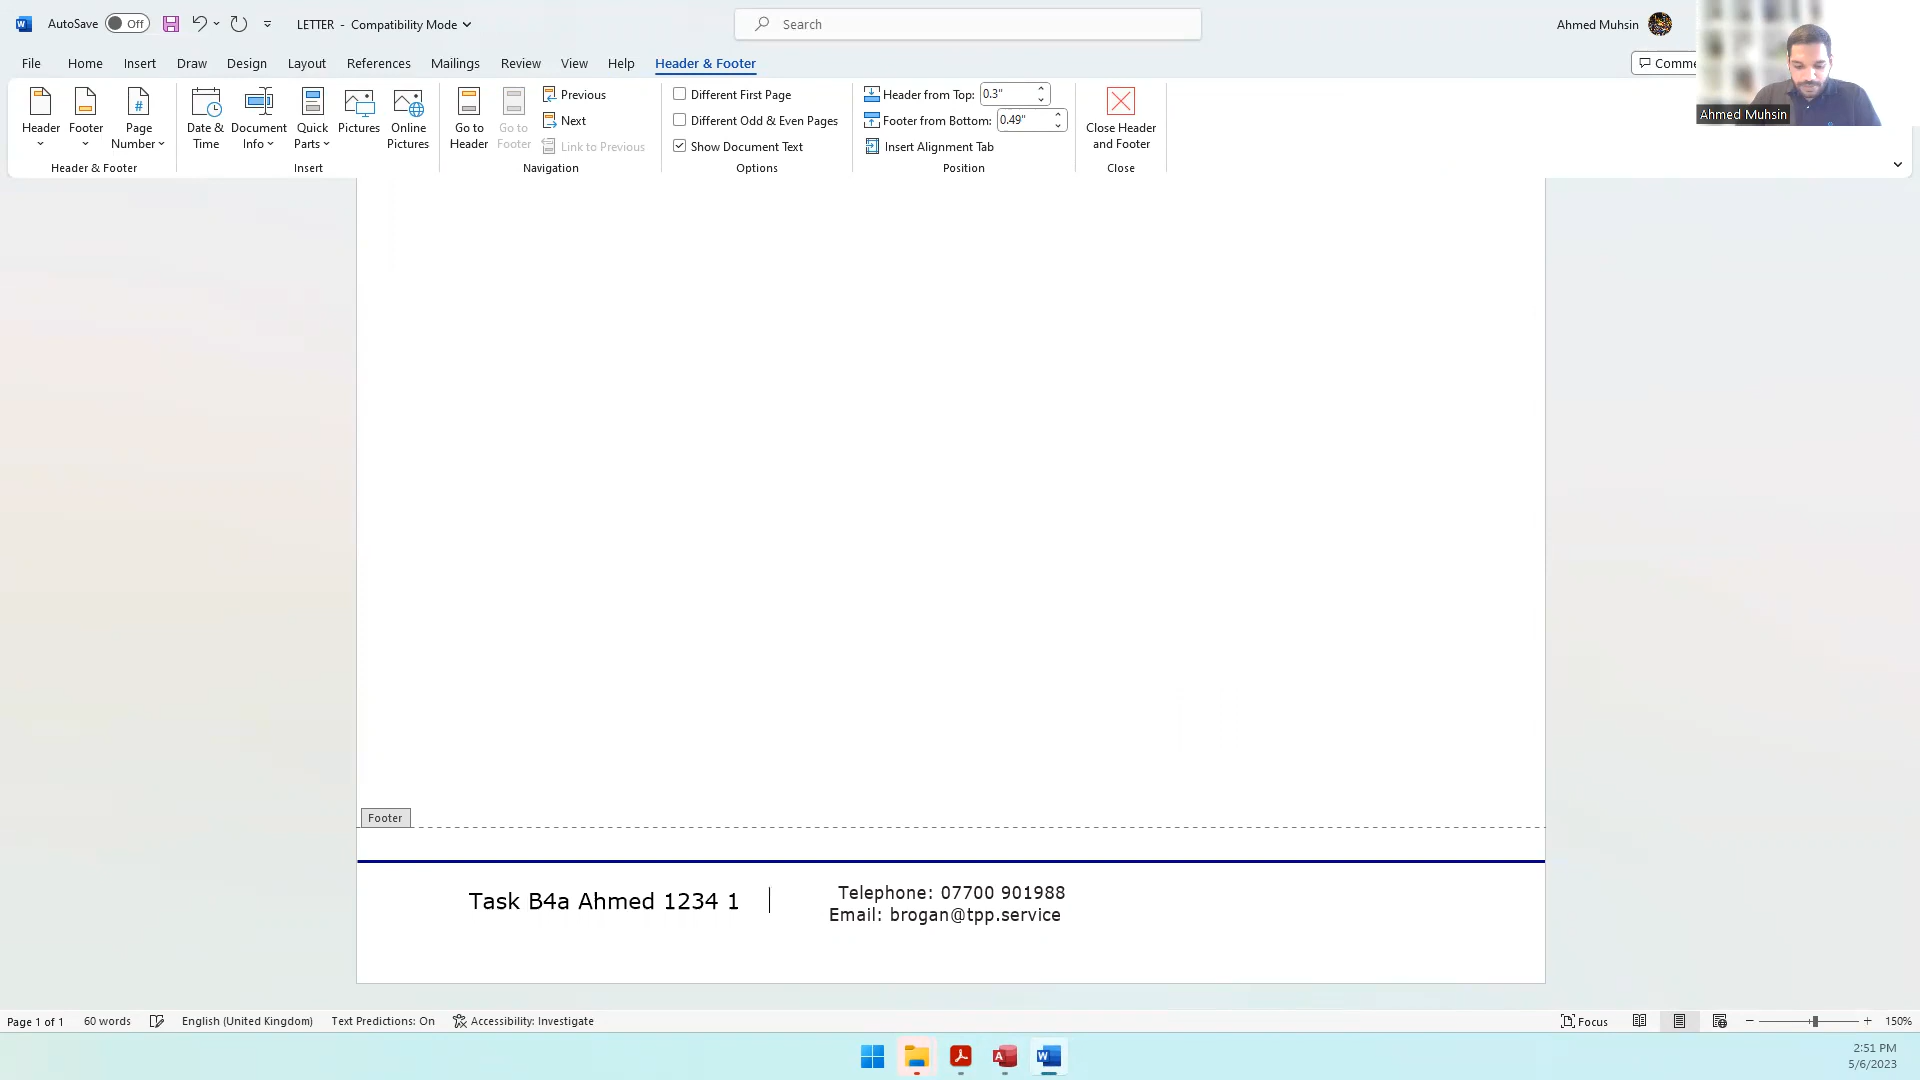 AutoSave Off LETTER - Compatibility Mode Search Ahmed Muhsin
File Home Insert Draw Design Layout References Mailings Review View Help Header & Footer Comme
Header Footer Page Number # Date & Time Document Info Quick Parts Pictures Online Pictures Go to Header Go to Footer
Previous
Next
Link to Previous
Different First Page
Different Odd & Even Pages
Show Document Text
Header from Top: 0.3"
Footer from Bottom: 0.49"
Insert Alignment Tab
Close Header and Footer
Header & Footer Insert Navigation Options Position Close
Ahmed Muhsin
Footer
Task B4a Ahmed 1234 1
Telephone: 07700 901988
Email: brogan@tpp.service
Page 1 of 1 60 words English (United Kingdom) Text Predictions: On Accessibility: Investigate Focus 150%
2:51 PM
5/6/2023